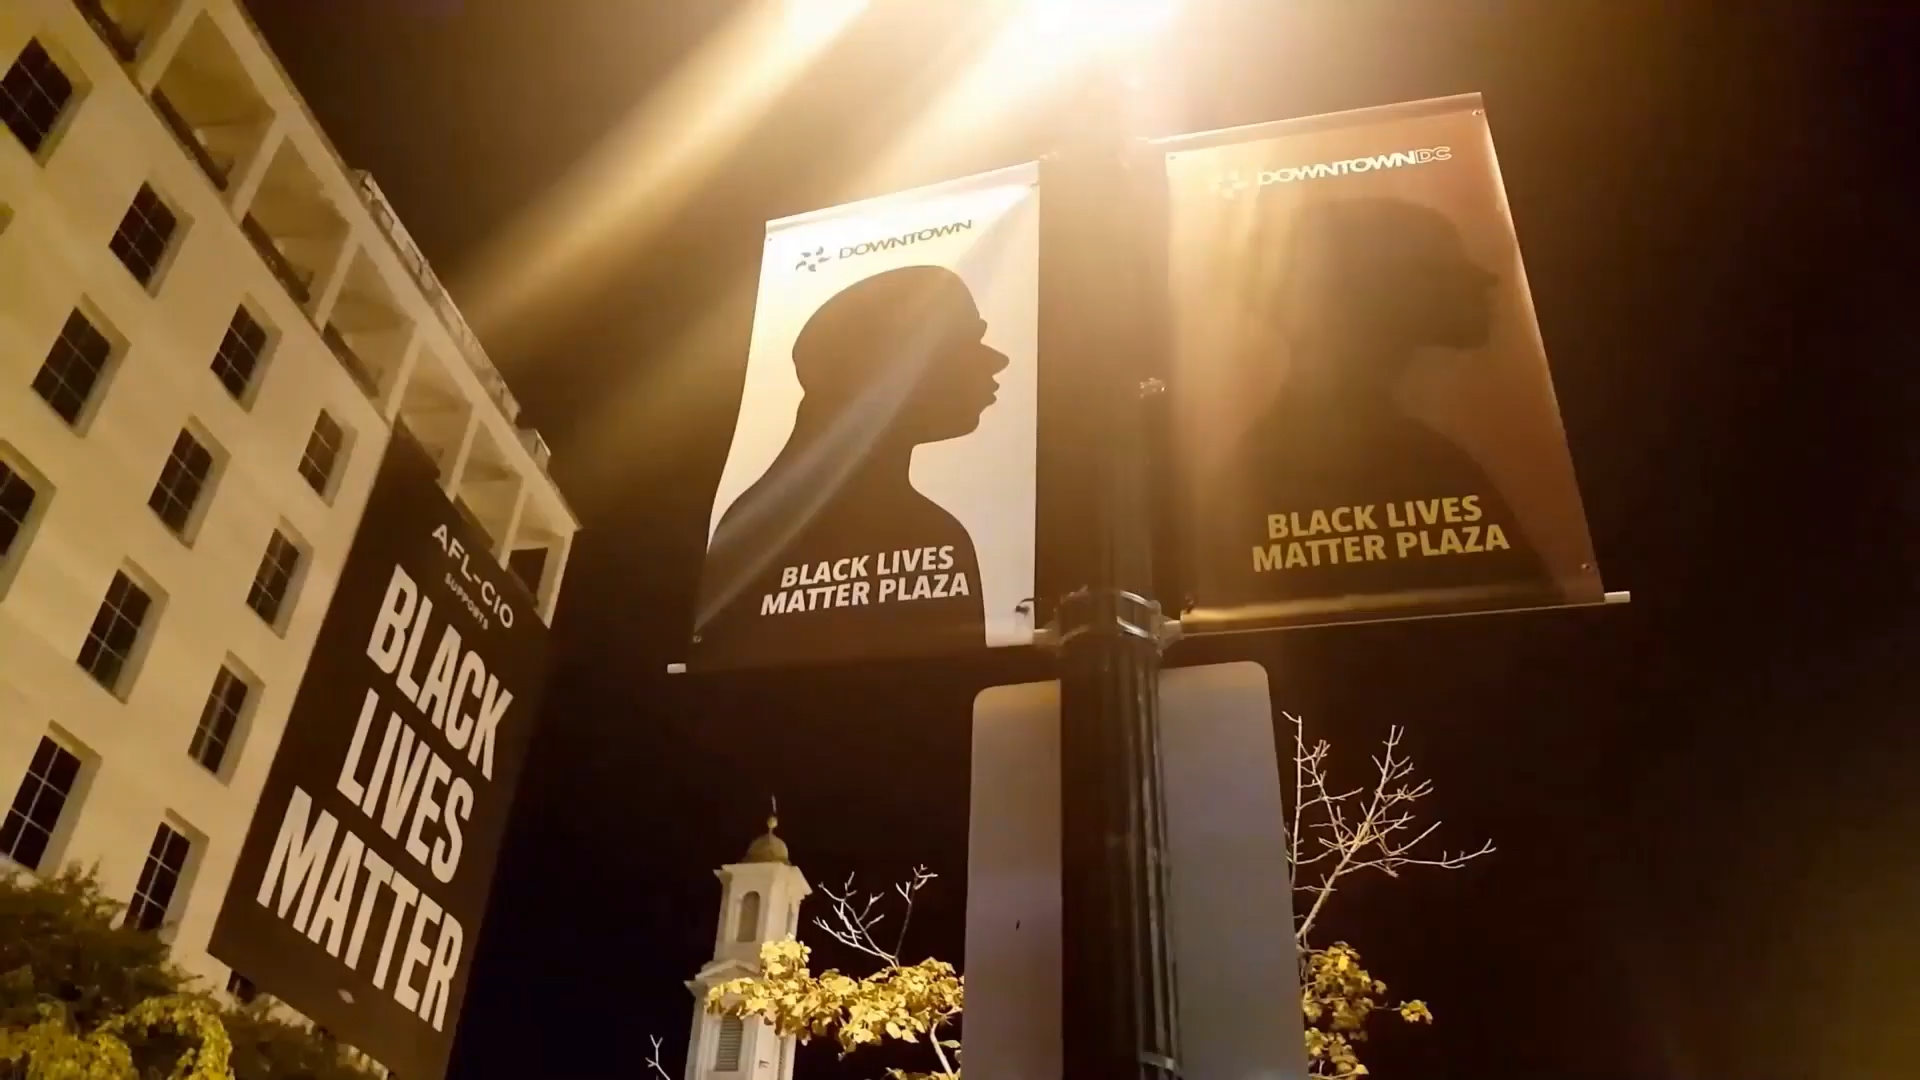 DOWNTOWN
BLACK LIVES
MATTER PLAZA
DOWNTOWNDC
BLACK LIVES
MATTER PLAZA
AFL-CIO
SUPPORTS
BLACK
LIVES
MATTER